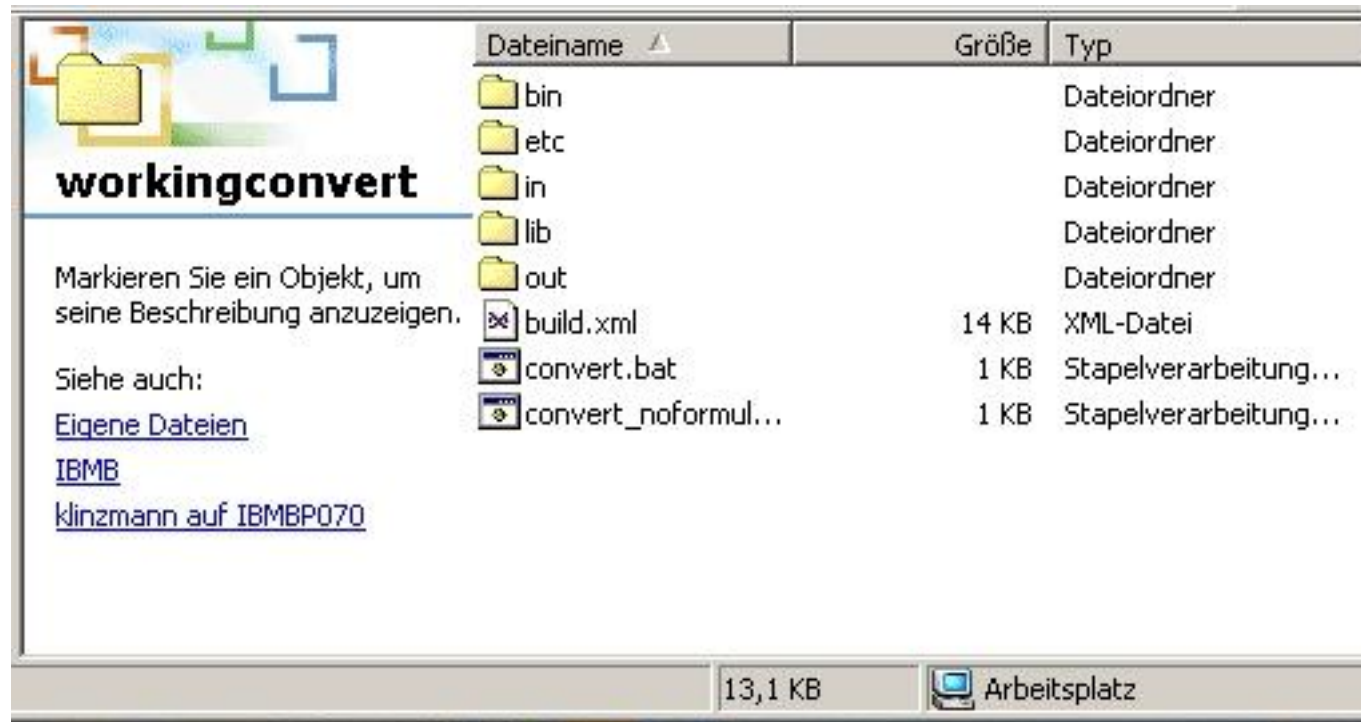 Dateiname Größe Typ
bin Dateiordner
etc Dateiordner
in Dateiordner
lib Dateiordner
out Dateiordner
build.xml 14 KB XML-Datei
convert.bat 1 KB Stapelverarbeitung...
convert_noformul... 1 KB Stapelverarbeitung...
workingconvert
Markieren Sie ein Objekt, um
seine Beschreibung anzuzeigen.
Siehe auch:
Eigene Dateien
IBMB
klinzmann auf IBMBP070
13,1 KB Arbeitsplatz